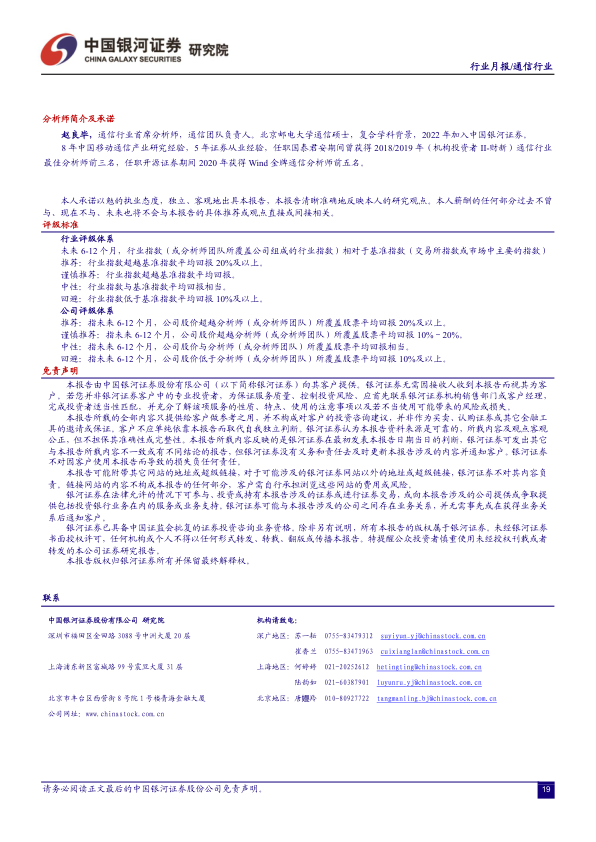 中国银河证券 研究院
CHINA GALAXY SECURITIES
行业月报/通信行业
分析师简介及承诺
赵良毕，通信行业首席分析师，通信团队负责人。北京邮电大学通信硕士，复合学科背景，2022 年加入中国银河证券。
8 年中国移动通信产业研究经验，5 年证券从业经验，任职国泰君安期间曾获得 2018/2019 年（机构投资者 II-财新）通信行业
最佳分析师前三名，任职开源证券期间 2020 年获得 Wind 金牌通信分析师前五名。
本人承诺以勉的执业态度，独立、客观地出具本报告，本报告清晰准确地反映本人的研究观点。本人薪酬的任何部分过去不曾
与、现在不与、未来也将不会与本报告的具体推荐或观点直接或间接相关。
评级标准
行业评级体系
未来 6-12 个月，行业指数（或分析师团队所覆盖公司组成的行业指数）相对于基准指数（交易所指数或市场中主要的指数）
推荐：行业指数超越基准指数平均回报 20%及以上。
谨慎推荐：行业指数超越基准指数平均回报。
中性：行业指数与基准指数平均回报相当。
回避：行业指数低于基准指数平均回报 10%及以上。
公司评级体系
推荐：指未来 6-12 个月，公司股价超越分析师（或分析师团队）所覆盖股票平均回报 20%及以上。
谨慎推荐：指未来 6-12 个月，公司股价超越分析师（或分析师团队）所覆盖股票平均回报 10%－20%。
中性：指未来 6-12 个月，公司股价与分析师（或分析师团队）所覆盖股票平均回报相当。
回避：指未来 6-12 个月，公司股价低于分析师（或分析师团队）所覆盖股票平均回报 10%及以上。
免责声明
本报告由中国银河证券股份有限公司（以下简称银河证券）向其客户提供。银河证券无需因接收人收到本报告而视其为客
户。若您并非银河证券客户中的专业投资者，为保证服务质量、控制投资风险、应首先联系银河证券机构销售部门或客户经理，
完成投资者适当性匹配，并充分了解该项服务的性质、特点、使用的注意事项以及若不当使用可能带来的风险或损失。
本报告所载的全部内容只提供给客户做参考之用，并不构成对客户的投资咨询建议，并非作为买卖、认购证券或其它金融工
具的邀请或保证。客户不应单纯依靠本报告而取代自我独立判断。银河证券认为本报告资料来源是可靠的，所载内容及观点客观
公正，但不担保其准确性或完整性。本报告所载内容反映的是银河证券在最初发表本报告日期当日的判断，银河证券可发出其它
与本报告所载内容不一致或有不同结论的报告，但银河证券没有义务和责任去及时更新本报告涉及的内容并通知客户。银河证券
不对因客户使用本报告而导致的损失负任何责任。
本报告可能附带其它网站的地址或超级链接，对于可能涉及的银河证券网站以外的地址或超级链接，银河证券不对其内容负
责。链接网站的内容不构成本报告的任何部分，客户需自行承担浏览这些网站的费用或风险。
银河证券在法律允许的情况下可参与、投资或持有本报告涉及的证券或进行证券交易，或向本报告涉及的公司提供或争取提
供包括投资银行业务在内的服务或业务支持。银河证券可能与本报告涉及的公司之间存在业务关系，并无需事先或在获得业务关
系后通知客户。
银河证券已具备中国证监会批复的证券投资咨询业务资格。除非另有说明，所有本报告的版权属于银河证券。未经银河证券
书面授权许可，任何机构或个人不得以任何形式转发、转载、翻版或传播本报告。特提醒公众投资者慎重使用未经授权刊载或者
转发的本公司证券研究报告。
本报告版权归银河证券所有并保留最终解释权。
联系
中国银河证券股份有限公司 研究院 机构请致电：
深圳市福田区金田路 3088 号中洲大厦 20 层 深广地区：苏一耘 0755-83479312 suyiyun_yj@chinastock.com.cn
崔香兰 0755-83471963 cuixianglan@chinastock.com.cn
上海浦东新区富城路 99 号震旦大厦 31 层 上海地区：何婷婷 021-20252612 hetingting@chinastock.com.cn
陆韵如 021-60387901 luyunru_yj@chinastock.com.cn
北京市丰台区西营街 8 号院 1 号楼青海金融大厦 北京地区：唐嫚羚 010-80927722 tangmanling_bj@chinastock.com.cn
公司网址：www.chinastock.com.cn
请务必阅读正文最后的中国银河证券股份公司免责声明。
19